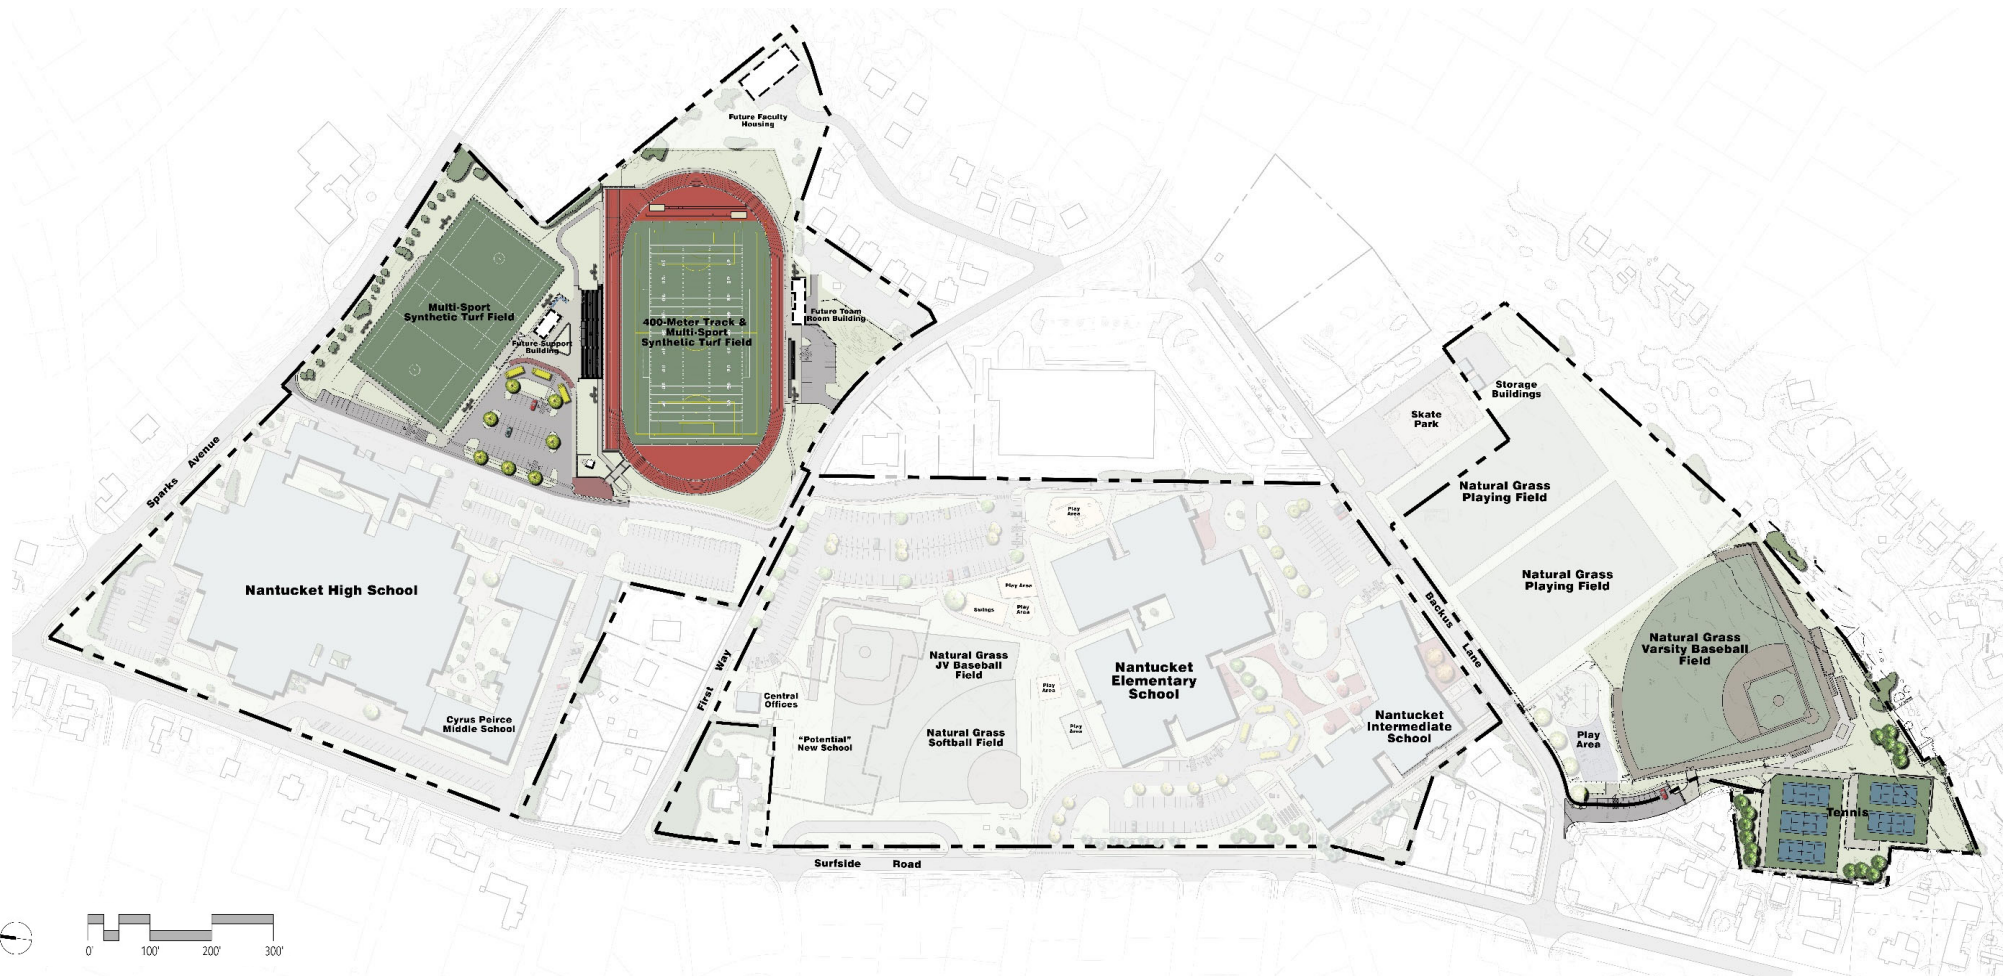 Future Faculty
Housing
Multi-Sport
Synthetic Turf Field
Future Support
Building
400-Meter Track &
Multi-Sport
Synthetic Turf Field
Future Team
Room Building
Sparks Avenue
Nantucket High School
Cyrus Peirce
Middle School
First Way
Central
Offices
"Potential"
New School
Natural Grass
JV Baseball
Field
Natural Grass
Softball Field
Play
Area
Play Area
Swings
Play
Area
Play
Area
Play
Area
Nantucket
Elementary
School
Nantucket
Intermediate
School
Backus Lane
Skate
Park
Storage
Buildings
Natural Grass
Playing Field
Natural Grass
Playing Field
Natural Grass
Varsity Baseball
Field
Play
Area
Tennis
Surfside Road
0' 100' 200' 300'